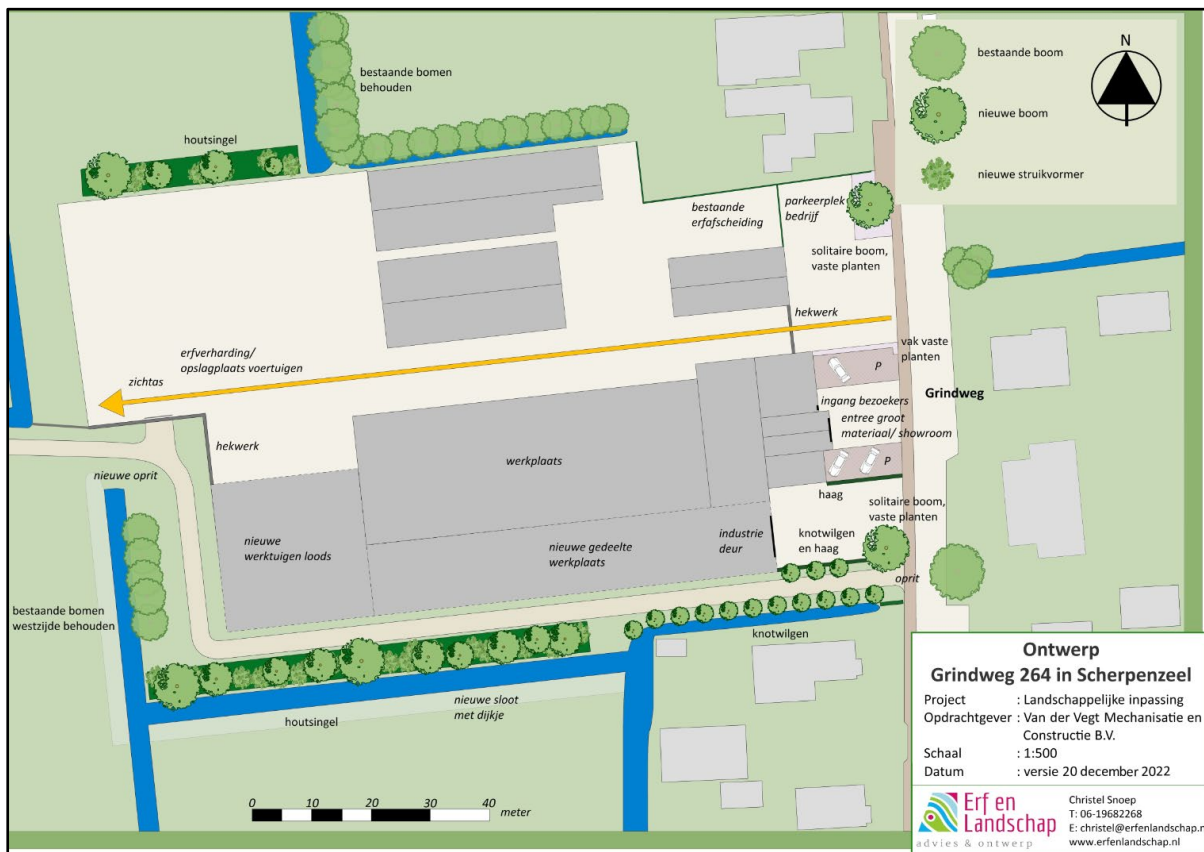 bestaande bomen
behouden
houtsingel
bestaande
erfafscheiding
parkeerplek
bedrijf
solitaire boom,
vaste planten
bestaande boom
nieuwe boom
nieuwe struikvormer
N
hekwerk
vak vaste
planten
erfverharding/
opslagplaats voertuigen
zichtas
P
ingang bezoekers
Grindweg
entree groot
materiaal/ showroom
P
hekwerk
werkplaats
haag
solitaire boom,
vaste planten
nieuwe oprit
nieuwe
werktuigen loods
nieuwe gedeelte
werkplaats
industrie
deur
knotwilgen
en haag
oprit
bestaande bomen
westzijde behouden
knotwilgen
nieuwe sloot
met dijkje
houtsingel
0 10 20 30 40
meter
Ontwerp
Grindweg 264 in Scherpenzeel
Project : Landschappelijke inpassing
Opdrachtgever : Van der Vegt Mechanisatie en
Constructie B.V.
Schaal : 1:500
Datum : versie 20 december 2022
Erf en
Landschap
advies & ontwerp
Christel Snoep
T: 06-19682268
E: christel@erfenlandschap.n
www.erfenlandschap.nl